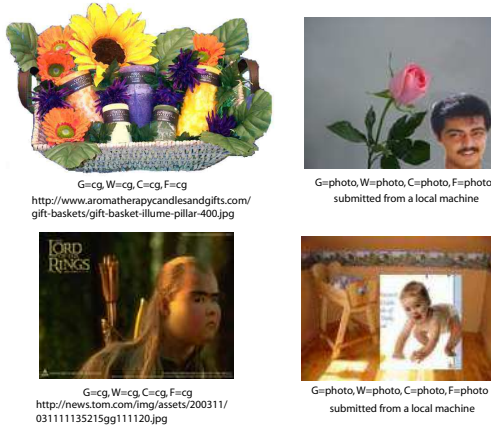 G=cg, W=cg, C=cg, F=cg
http://www.aromatherapycandlesandgifts.com/
gift-baskets/gift-basket-illume-pillar-400.jpg
G=photo, W=photo, C=photo, F=photo
submitted from a local machine
LORD
OF THE
RINGS
G=cg, W=cg, C=cg, F=cg
http://news.tom.com/img/assets/200311/
031111135215gg111120.jpg
G=photo, W=photo, C=photo, F=photo
submitted from a local machine